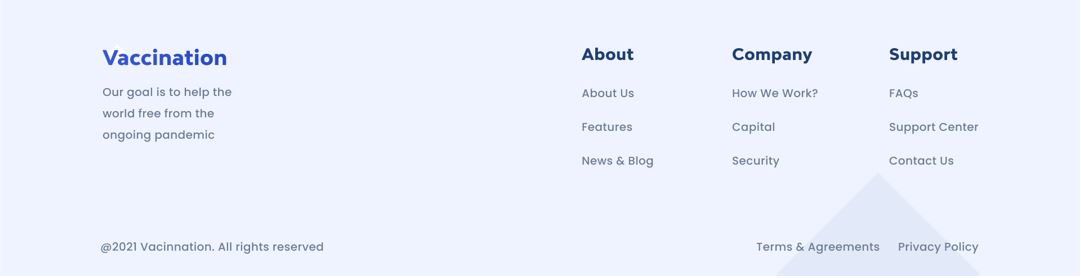 Vaccination
Our goal is to help the
world free from the
ongoing pandemic
About
About Us
Features
News & Blog
Company
How We Work?
Capital
Security
Support
FAQs
Support Center
Contact Us
@2021 Vacinnation. All rights reserved
Terms & Agreements
Privacy Policy